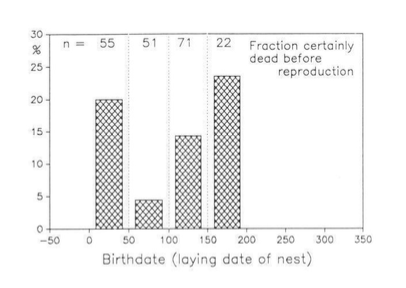 30
%
n = 55 51 71 22
Fraction certainly
dead before
reproduction
25
20
15
10
5
0
-50 0 50 100 150 200 250 300 350
Birthdate (laying date of nest)